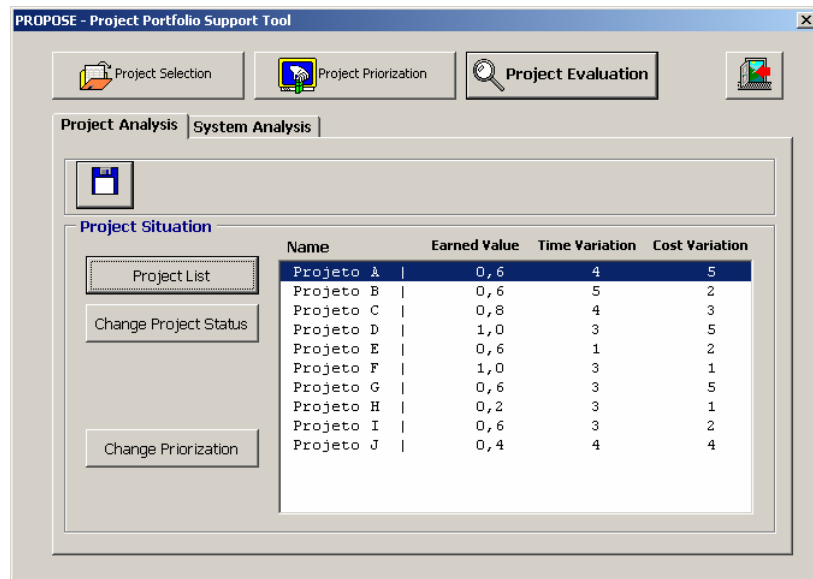 PROPOSE - Project Portfolio Support Tool
Project Selection Project Priorization Project Evaluation
Project Analysis System Analysis
Project Situation
Name Earned Value Time Variation Cost Variation
Project List
Change Project Status
Change Priorization
Projeto A | 0,6 4 5
Projeto B | 0,6 5 2
Projeto C | 0,8 4 3
Projeto D | 1,0 3 5
Projeto E | 0,6 1 2
Projeto F | 1,0 3 1
Projeto G | 0,6 3 5
Projeto H | 0,2 3 1
Projeto I | 0,6 3 2
Projeto J | 0,4 4 4